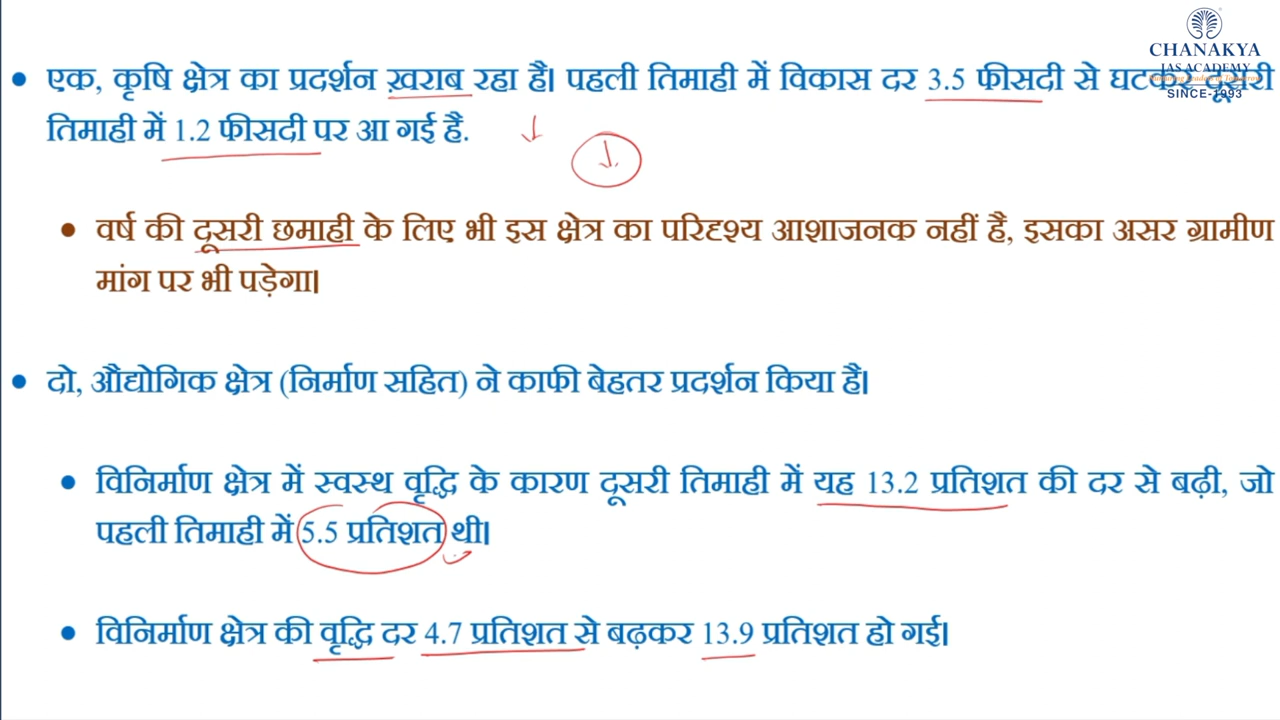 CHANAKYA
IAS ACADEMY
SINCE-1993
• एक, कृषि क्षेत्र का प्रदर्शन ख़राब रहा है। पहली तिमाही में विकास दर 3.5 फीसदी से घटकर दूसरी
तिमाही में 1.2 फीसदी पर आ गई है.
• वर्ष की दूसरी छमाही के लिए भी इस क्षेत्र का परिदृश्य आशाजनक नहीं है, इसका असर ग्रामीण
मांग पर भी पड़ेगा।
• दो, औद्योगिक क्षेत्र (निर्माण सहित) ने काफी बेहतर प्रदर्शन किया है।
• विनिर्माण क्षेत्र में स्वस्थ वृद्धि के कारण दूसरी तिमाही में यह 13.2 प्रतिशत की दर से बढ़ी, जो
पहली तिमाही में 5.5 प्रतिशत थी।
• विनिर्माण क्षेत्र की वृद्धि दर 4.7 प्रतिशत से बढ़कर 13.9 प्रतिशत हो गई।